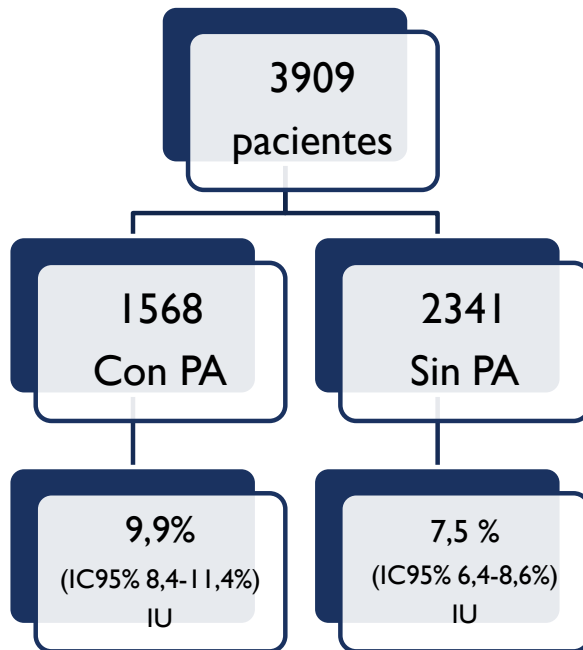 3909
pacientes
1568
Con PA
2341
Sin PA
9,9%
(IC95% 8,4-11,4%)
IU
7,5 %
(IC95% 6,4-8,6%)
IU